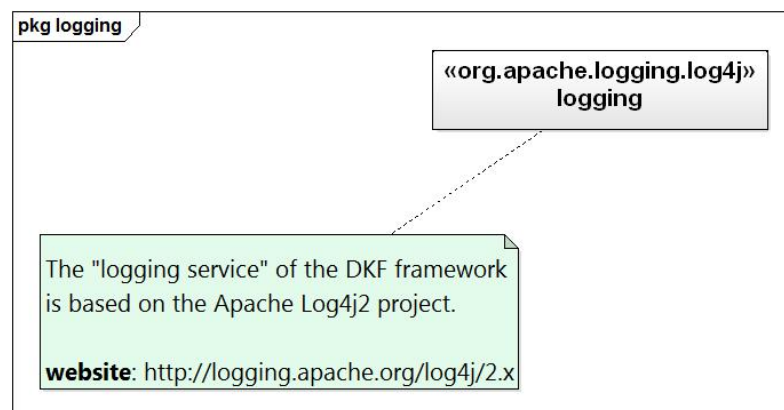 pkg logging
«org.apache.logging.log4j»
logging
The "logging service" of the DKF framework
is based on the Apache Log4j2 project.
website: http://logging.apache.org/log4j/2.x